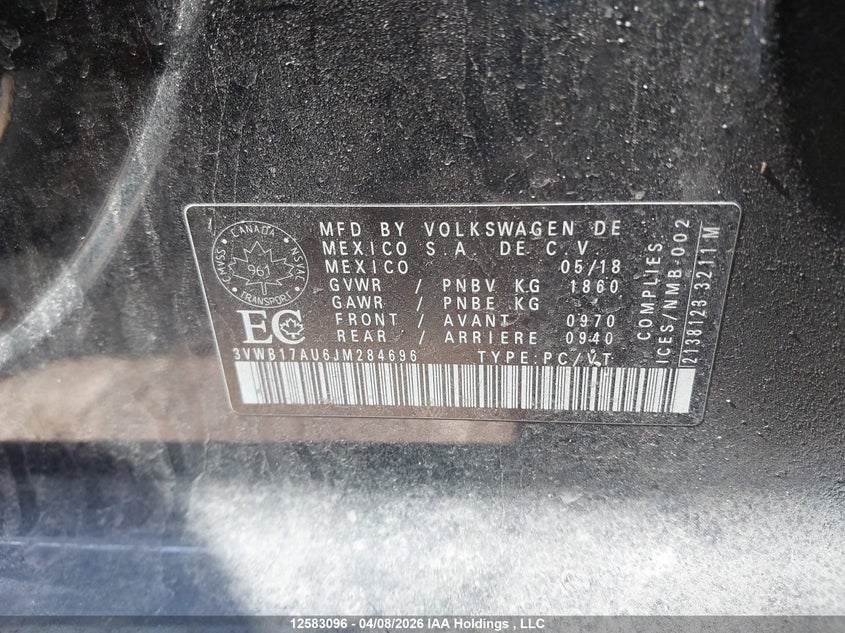 CANADA
CMASS
NSVAC
961
TRANSPORT
EC
MFD BY VOLKSWAGEN DE
MEXICO S.A. DE C.V.
MEXICO 05/18
GVWR / PNBV KG 1860
GAWR / PNBE KG
FRONT / AVANT 0970
REAR / ARRIERE 0940
3VWB17AU6JM284696 TYPE:PC/VT
COMPLIES
ICES/NMB-002
2138123 32111M
12583096 - 04/08/2026 IAA Holdings , LLC